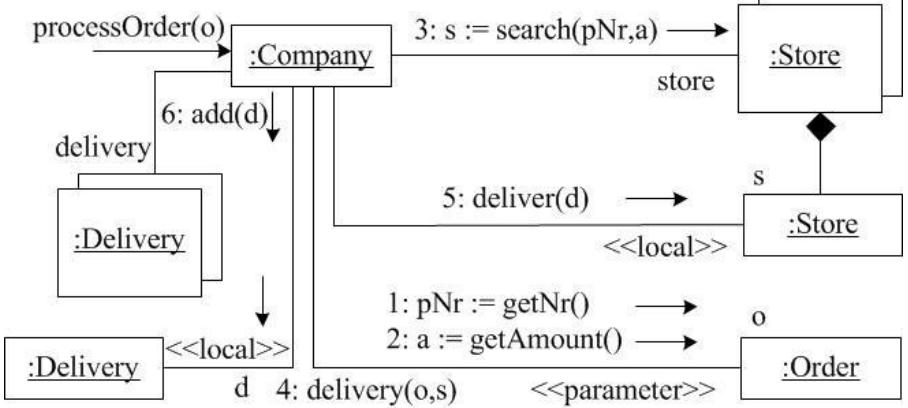 processOrder(o)
:Company
3: s := search(pNr,a)
store
:Store
6: add(d)
delivery
:Delivery
s
5: deliver(d)
:Store
<<local>>
1: pNr := getNr()
2: a := getAmount()
o
:Order
<<parameter>>
:Delivery
<<local>>
d
4: delivery(o,s)